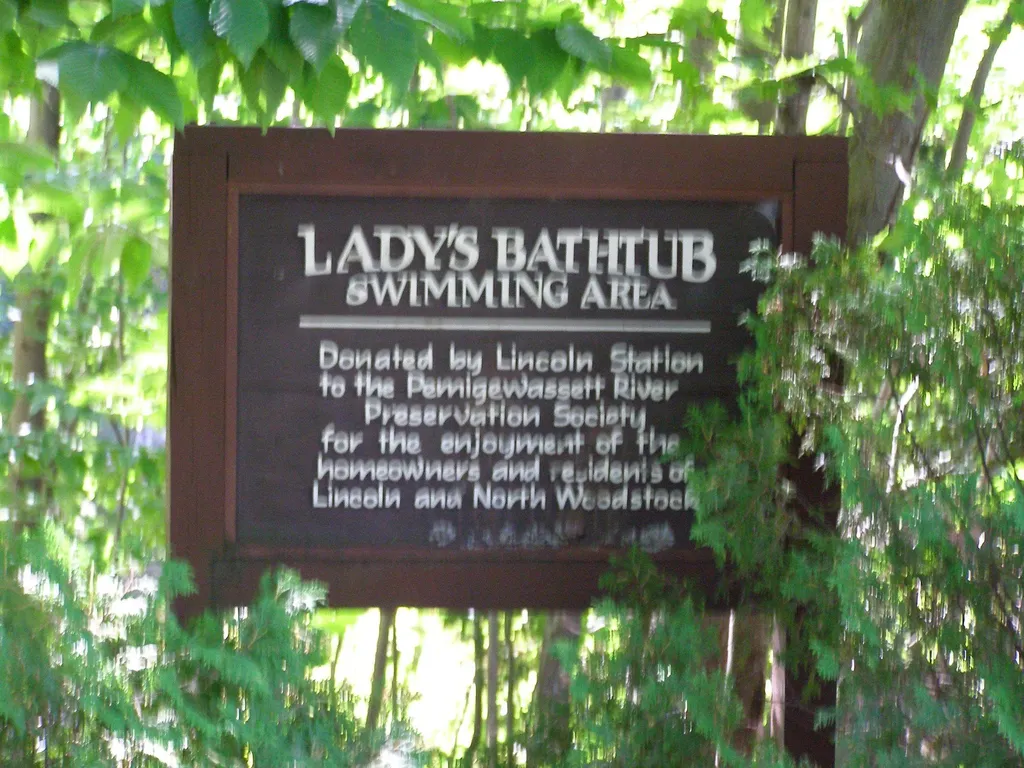 LADY'S BATHTUB
SWIMMING AREA
Donated by Lincoln Station
to the Pemigewassett River
Preservation Society
for the enjoyment of the
homeowners and residents of
Lincoln and North Woodstock